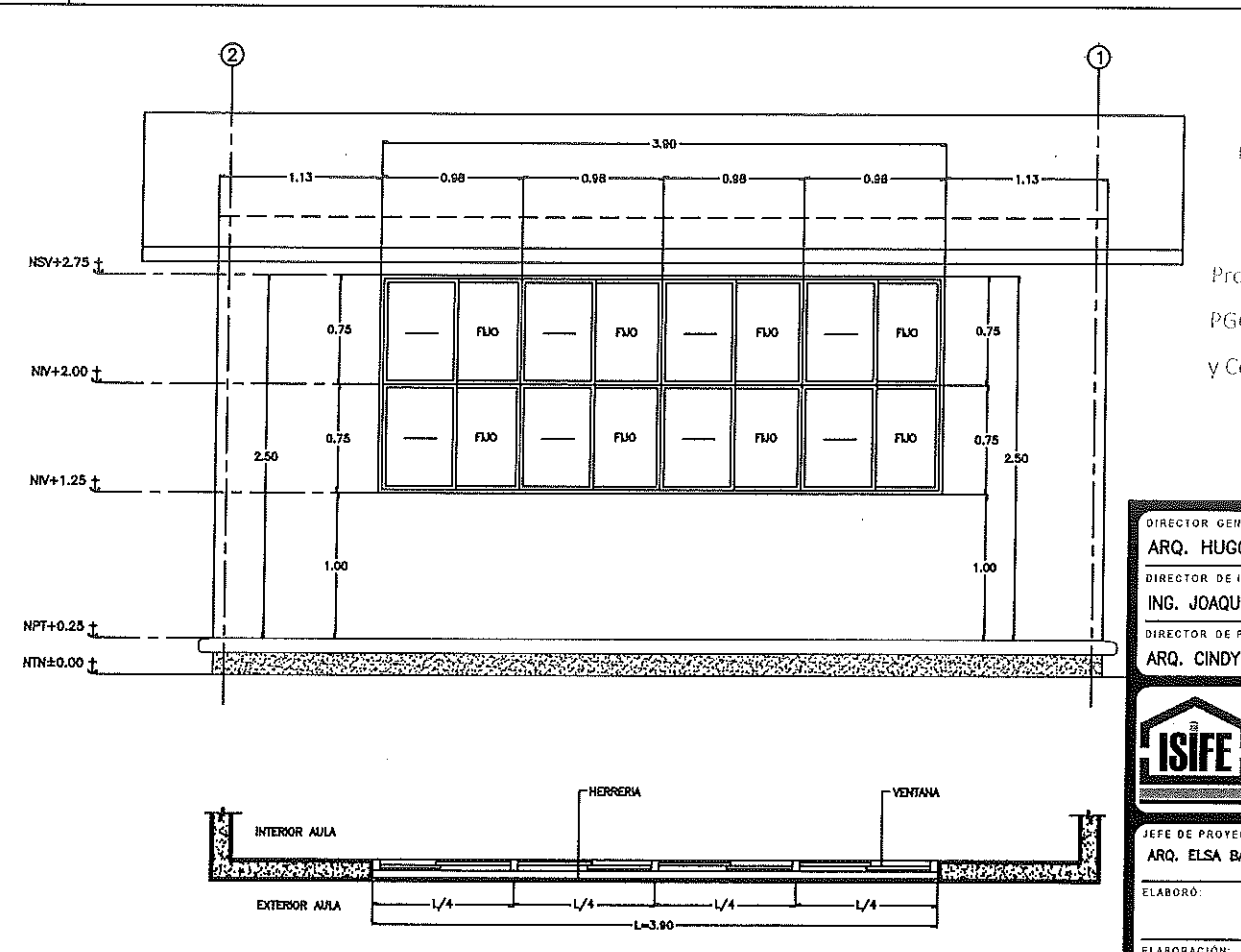 2
1
3.90
1.13
0.98
0.98
0.98
0.98
1.13
NSV+2.75
0.75
FIJO
FIJO
FIJO
FIJO
0.75
NIV+2.00
0.75
FIJO
FIJO
FIJO
FIJO
0.75
2.50
2.50
NIV+1.25
1.00
1.00
NPT+0.25
NTN±0.00
HERRERIA
VENTANA
INTERIOR AULA
EXTERIOR AULA
L/4
L/4
L/4
L/4
L=3.90
y C
DIRECTOR GEN
ARQ. HUG
DIRECTOR DE
ING. JOAQU
DIRECTOR DE
ARQ. CINDY
ISIFE
JEFE DE PROYE
ARQ. ELSA BA
ELABORÓ:
ELABORACIÓN: